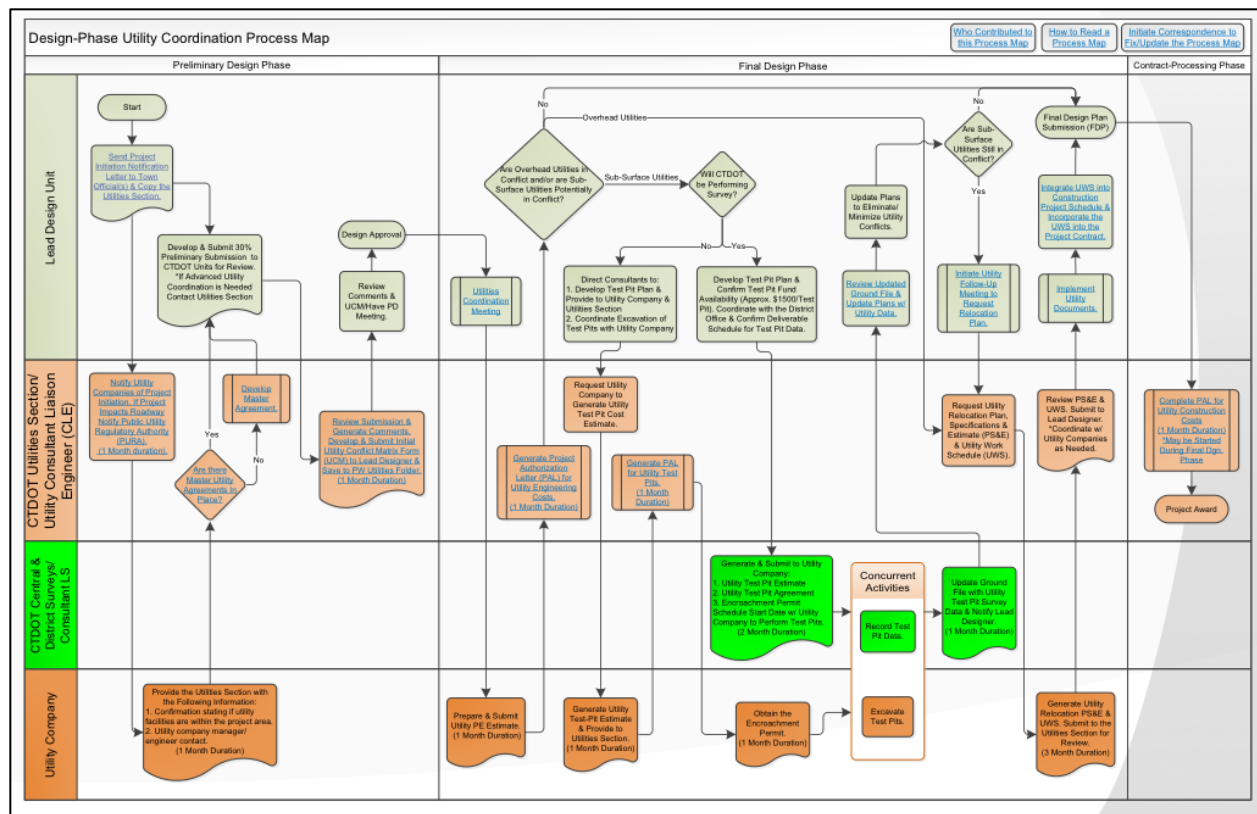 Design-Phase Utility Coordination Process Map
Who Contributed to
this Process Map
How to Read a
Process Map
Initiate Correspondence to
Fix/Update the Process Map
Preliminary Design Phase
Final Design Phase
Contract-Processing Phase
Lead Design Unit
Start
Send Project
Initiation Notification
Letter to Town
Official(s) & Copy the
Utilities Section.
Develop & Submit 30%
Preliminary Submission to
CTDOT Units for Review.
*If Advanced Utility
Coordination is Needed
Contact Utilities Section
Design Approval
Review
Comments &
UCM/Have PD
Meeting.
Utilities
Coordination
Meeting
No
Overhead Utilities
Are Overhead Utilities in
Conflict and/or are Sub-
Surface Utilities Potentially
in Conflict?
Sub-Surface Utilities
Will CTDOT
be Performing
Survey?
No
Yes
Direct Consultants to:
1. Develop Test Pit Plan &
Provide to Utility Company &
Utilities Section
2. Coordinate Excavation of
Test Pits with Utility Company
Develop Test Pit Plan &
Confirm Test Pit Fund
Availability (Approx. $1500/Test
Pit). Coordinate with the District
Office & Confirm Deliverable
Schedule for Test Pit Data.
Update Plans
to Eliminate/
Minimize Utility
Conflicts.
Review Updated
Ground File &
Update Plans w/
Utility Data.
No
Are Sub-
Surface
Utilities Still in
Conflict?
Yes
Initiate Utility
Follow-Up
Meeting to
Request
Relocation
Plan.
Final Design Plan
Submission (FDP)
Integrate UWS into
Construction
Project Schedule &
Incorporate the
UWS into the
Project Contract.
Implement
Utility
Documents.
CTDOT Utilities Section/
Utility Consultant Liaison
Engineer (CLE)
Notify Utility
Companies of Project
Initiation. If Project
Impacts Roadway
Notify Public Utility
Regulatory Authority
(PURA).
(1 Month duration).
Yes
Are there
Master Utility
Agreements In
Place?
No
Develop
Master
Agreement.
Review Submission &
Generate Comments.
Develop & Submit Initial
Utility Conflict Matrix Form
(UCM) to Lead Designer &
Save to PW Utilities Folder.
(1 Month Duration)
Generate Project
Authorization
Letter (PAL) for
Utility Engineering
Costs.
(1 Month Duration)
Request Utility
Company to
Generate Utility
Test Pit Cost
Estimate.
Generate PAL
for Utility Test
Pits.
(1 Month
Duration)
Request Utility
Relocation Plan,
Specifications &
Estimate (PS&E)
& Utility Work
Schedule (UWS).
Review PS&E
& UWS. Submit to
Lead Designer.
*Coordinate w/
Utility Companies
as Needed.
Complete PAL for
Utility Construction
Costs
(1 Month Duration)
*May be Started
During Final Dgn.
Phase
Project Award
CTDOT Central &
District Surveys/
Consultant LS
Generate & Submit to Utility
Company:
1. Utility Test Pit Estimate
2. Utility Test Pit Agreement
3. Encroachment Permit
Schedule Start Date w/ Utility
Company to Perform Test Pits.
(2 Month Duration)
Concurrent
Activities
Record Test
Pit Data.
Update Ground
File with Utility
Test Pit Survey
Data & Notify Lead
Designer.
(1 Month Duration)
Utility Company
Provide the Utilities Section with
the Following Information:
1. Confirmation stating if utility
facilities are within the project area.
2. Utility company manager/
engineer contact.
(1 Month Duration)
Prepare & Submit
Utility PE Estimate.
(1 Month Duration)
Generate Utility
Test-Pit Estimate
& Provide to
Utilities Section.
(1 Month Duration)
Obtain the
Encroachment
Permit.
(1 Month Duration)
Excavate
Test Pits.
Generate Utility
Relocation PS&E &
UWS. Submit to the
Utilities Section for
Review.
(3 Month Duration)